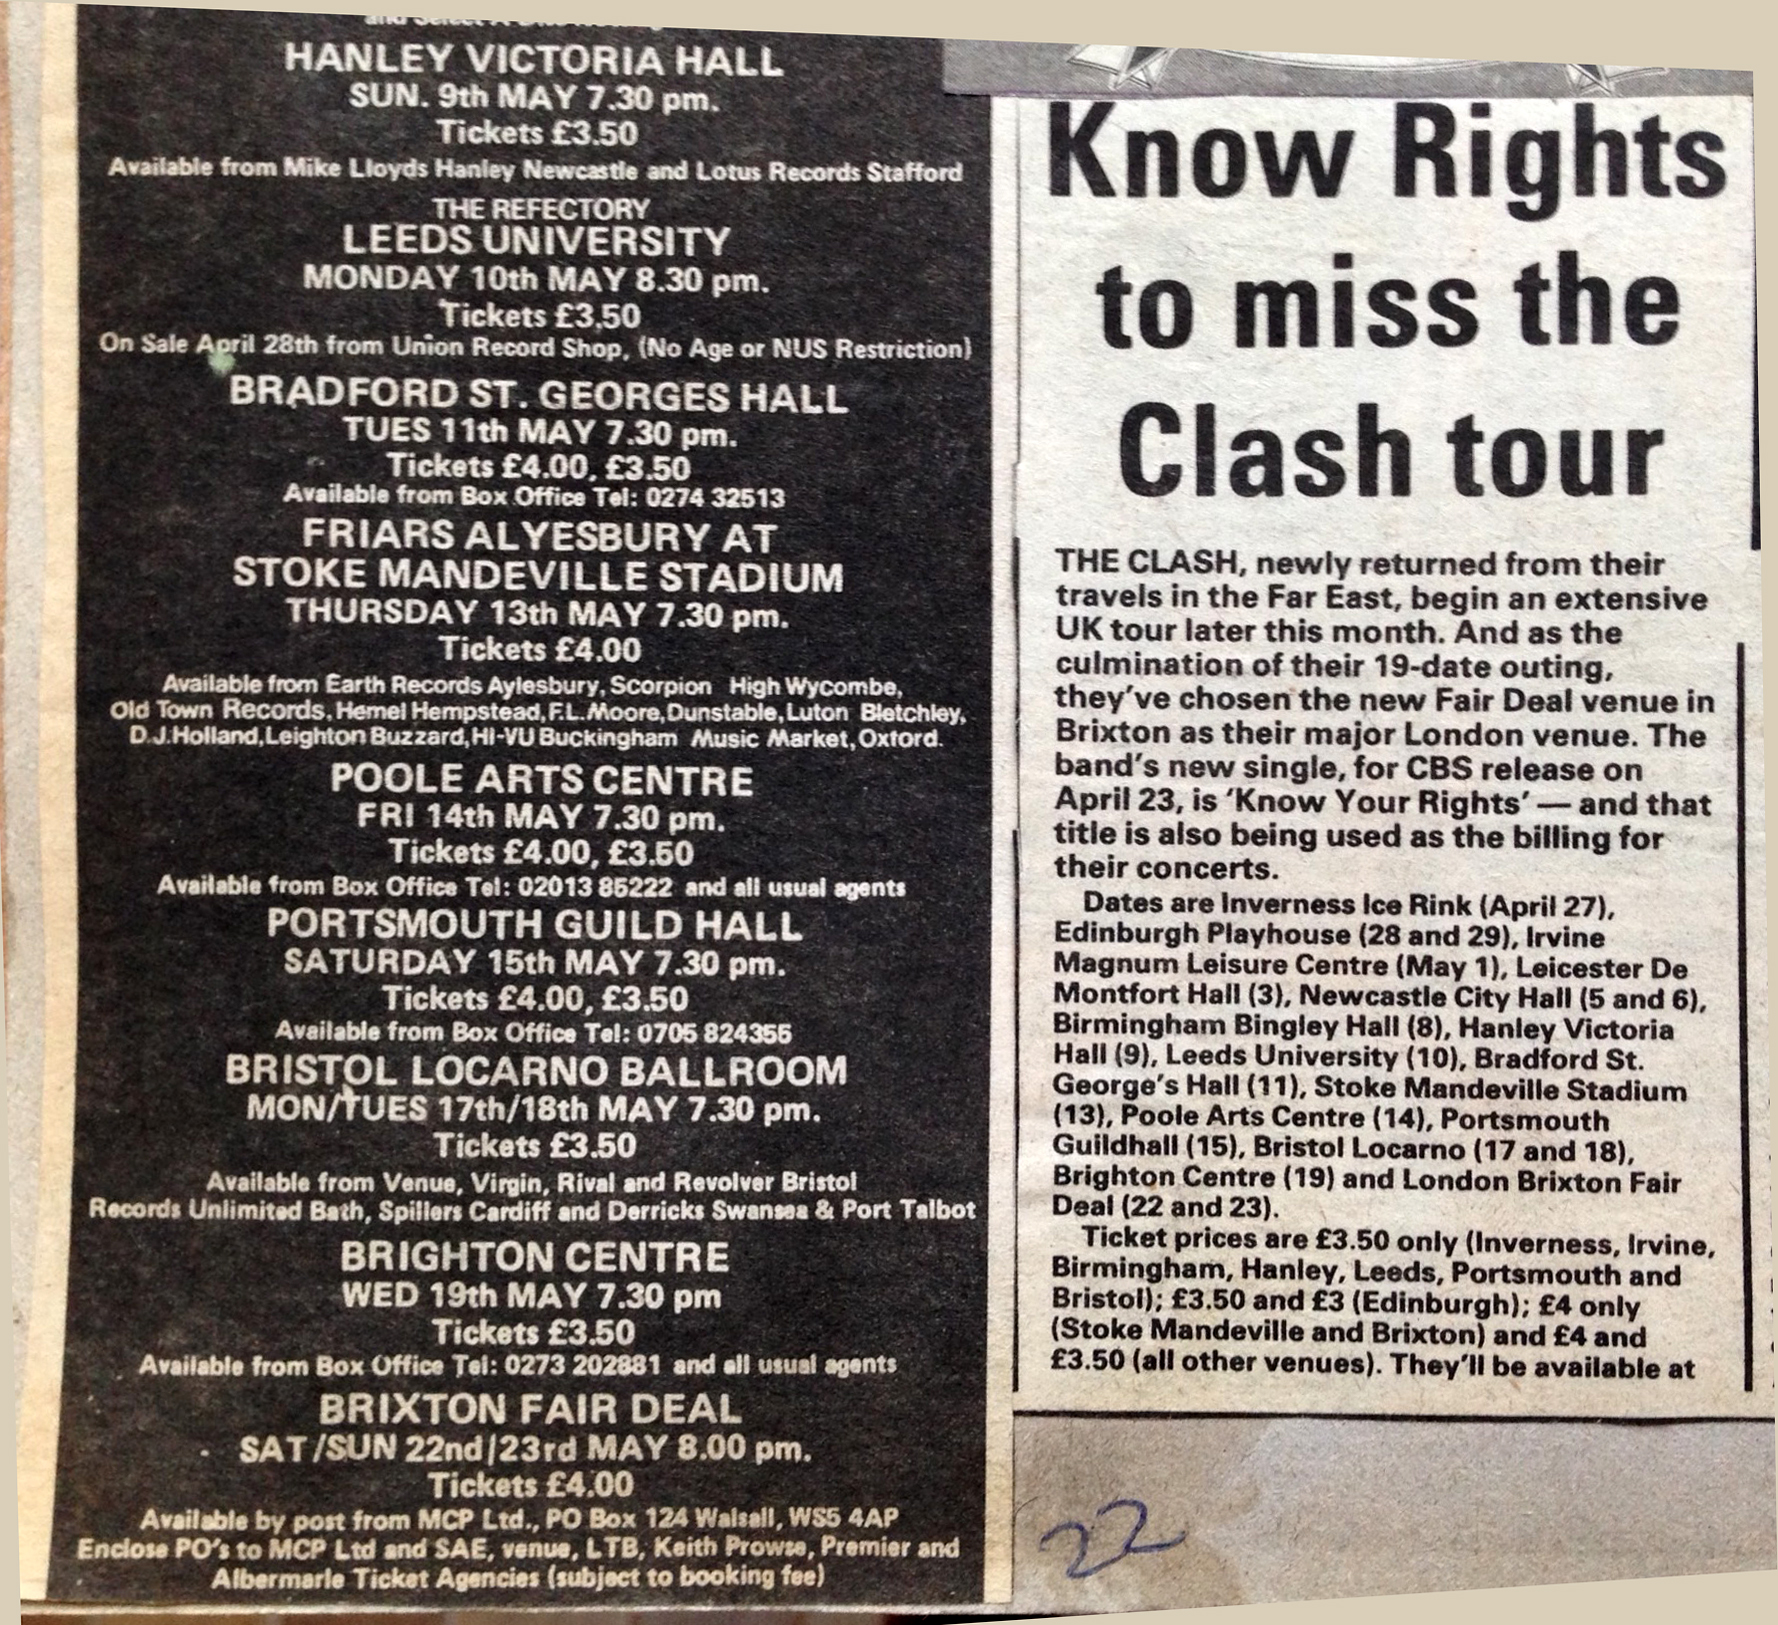 and Select A Disc
HANLEY VICTORIA HALL
SUN. 9th MAY 7.30 pm.
Tickets £3.50
Available from Mike Lloyds Hanley Newcastle and Lotus Records Stafford
THE REFECTORY
LEEDS UNIVERSITY
MONDAY 10th MAY 8.30 pm.
Tickets £3.50
On Sale April 28th from Union Record Shop, (No Age or NUS Restriction)
BRADFORD ST. GEORGES HALL
TUES 11th MAY 7.30 pm.
Tickets £4.00, £3.50
Available from Box Office Tel: 0274 32513
FRIARS ALYESBURY AT
STOKE MANDEVILLE STADIUM
THURSDAY 13th MAY 7.30 pm.
Tickets £4.00
Available from Earth Records Aylesbury, Scorpion High Wycombe,
Old Town Records, Hemel Hempstead, F.L. Moore, Dunstable, Luton Bletchley,
D.J. Holland, Leighton Buzzard, HI-VU Buckingham Music Market, Oxford.
POOLE ARTS CENTRE
FRI 14th MAY 7.30 pm.
Tickets £4.00, £3.50
Available from Box Office Tel: 02013 85222 and all usual agents
PORTSMOUTH GUILD HALL
SATURDAY 15th MAY 7.30 pm.
Tickets £4.00, £3.50
Available from Box Office Tel: 0705 824355
BRISTOL LOCARNO BALLROOM
MON/TUES 17th/18th MAY 7.30 pm.
Tickets £3.50
Available from Venue, Virgin, Rival and Revolver Bristol
Records Unlimited Bath, Spillers Cardiff and Derricks Swansea & Port Talbot
BRIGHTON CENTRE
WED 19th MAY 7.30 pm
Tickets £3.50
Available from Box Office Tel: 0273 202881 and all usual agents
BRIXTON FAIR DEAL
SAT/SUN 22nd/23rd MAY 8.00 pm.
Tickets £4.00
Available by post from MCP Ltd., PO Box 124 Walsall, WS5 4AP
Enclose PO's to MCP Ltd and SAE, venue, LTB, Keith Prowse, Premier and
Albermarle Ticket Agencies (subject to booking fee)
Know Rights
to miss the
Clash tour
THE CLASH, newly returned from their
travels in the Far East, begin an extensive
UK tour later this month. And as the
culmination of their 19-date outing,
they've chosen the new Fair Deal venue in
Brixton as their major London venue. The
band's new single, for CBS release on
April 23, is 'Know Your Rights' — and that
title is also being used as the billing for
their concerts.
Dates are Inverness Ice Rink (April 27),
Edinburgh Playhouse (28 and 29), Irvine
Magnum Leisure Centre (May 1), Leicester De
Montfort Hall (3), Newcastle City Hall (5 and 6),
Birmingham Bingley Hall (8), Hanley Victoria
Hall (9), Leeds University (10), Bradford St.
George's Hall (11), Stoke Mandeville Stadium
(13), Poole Arts Centre (14), Portsmouth
Guildhall (15), Bristol Locarno (17 and 18),
Brighton Centre (19) and London Brixton Fair
Deal (22 and 23).
Ticket prices are £3.50 only (Inverness, Irvine,
Birmingham, Hanley, Leeds, Portsmouth and
Bristol); £3.50 and £3 (Edinburgh); £4 only
(Stoke Mandeville and Brixton) and £4 and
£3.50 (all other venues). They'll be available at
22